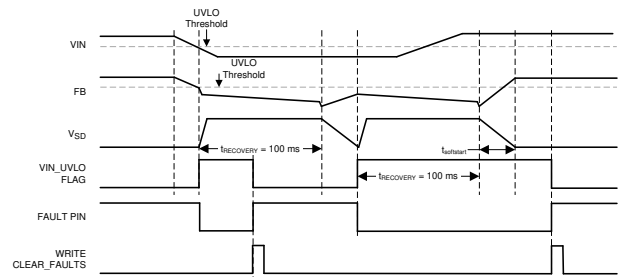 UVLO
Threshold
VIN
UVLO
Threshold
FB
VSD
tRECOVERY = 100 ms
tsoftstart
VIN_UVLO
FLAG
tRECOVERY = 100 ms
FAULT PIN
WRITE
CLEAR_FAULTS